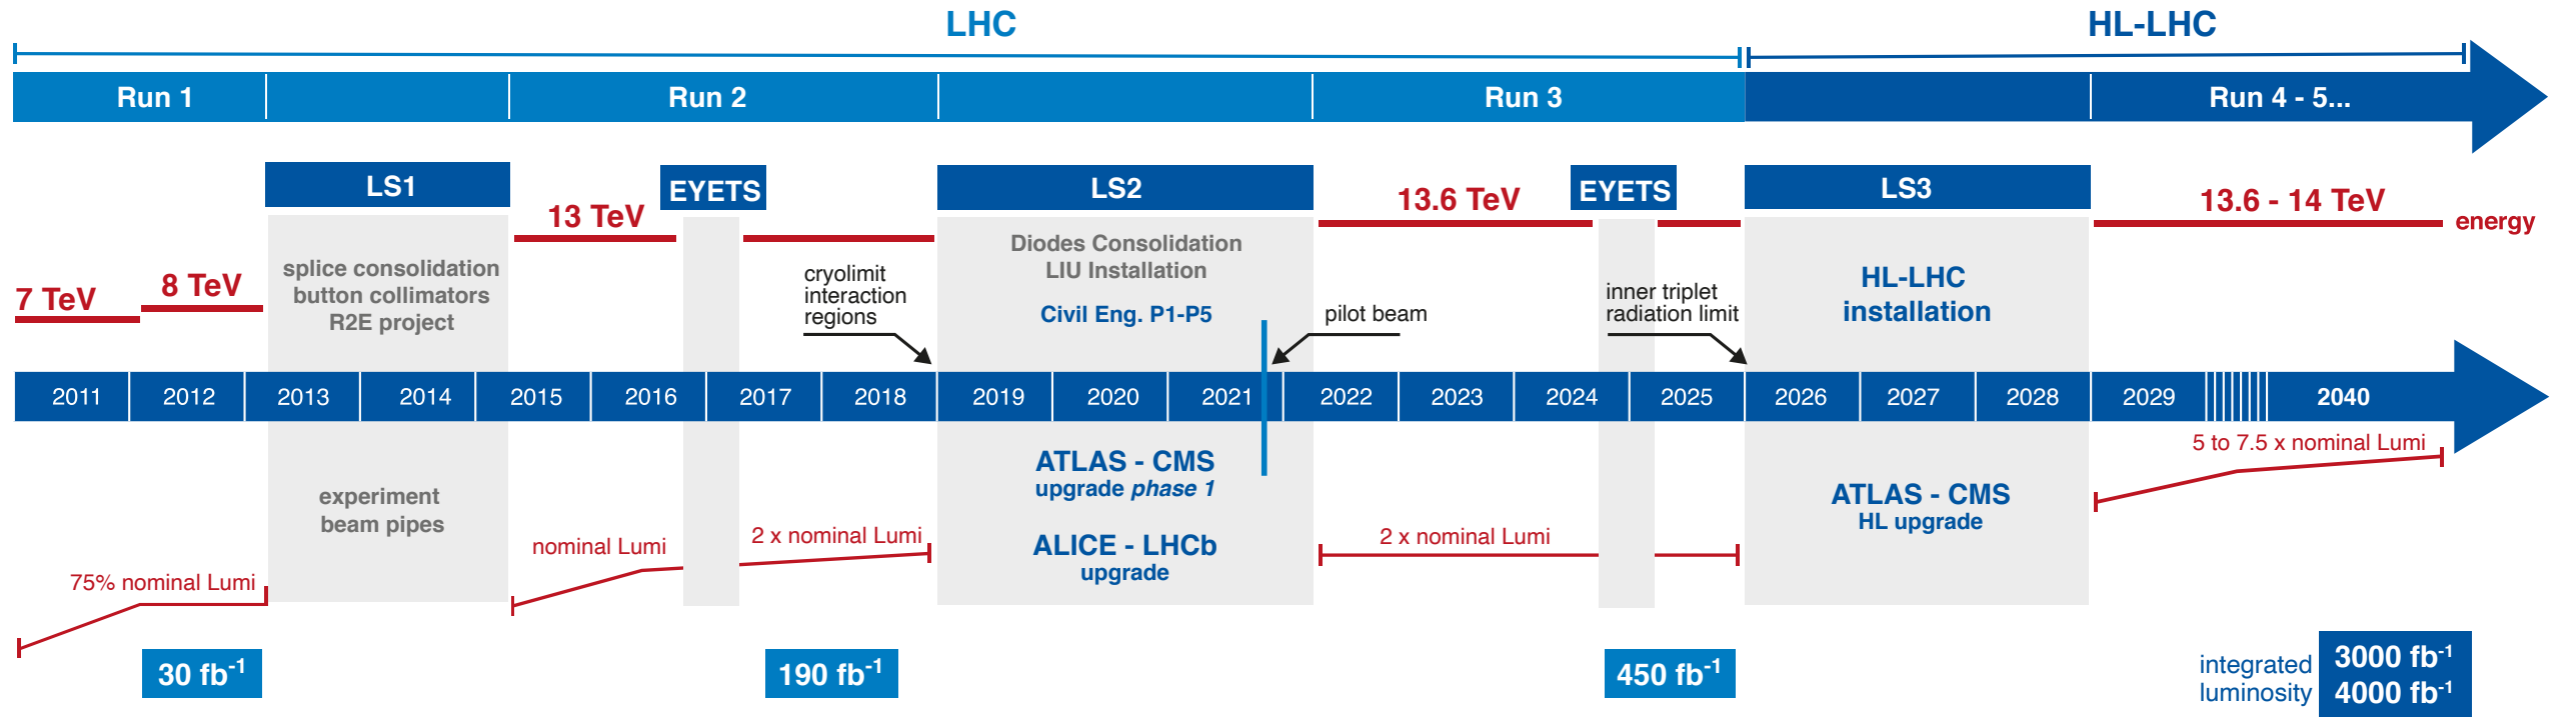 LHC
HL-LHC
Run 1
Run 2
Run 3
Run 4 - 5...
LS1
EYETS
LS2
EYETS
LS3
13 TeV
13.6 TeV
13.6 - 14 TeV
energy
7 TeV
8 TeV
splice consolidation
button collimators
R2E project
cryolimit
interaction
regions
Diodes Consolidation
LIU Installation
Civil Eng. P1-P5
pilot beam
inner triplet
radiation limit
HL-LHC
installation
2011
2012
2013
2014
2015
2016
2017
2018
2019
2020
2021
2022
2023
2024
2025
2026
2027
2028
2029
2040
5 to 7.5 x nominal Lumi
experiment
beam pipes
ATLAS - CMS
upgrade phase 1
ALICE - LHCb
upgrade
ATLAS - CMS
HL upgrade
75% nominal Lumi
nominal Lumi
2 x nominal Lumi
2 x nominal Lumi
30 fb⁻¹
190 fb⁻¹
450 fb⁻¹
integrated
luminosity
3000 fb⁻¹
4000 fb⁻¹